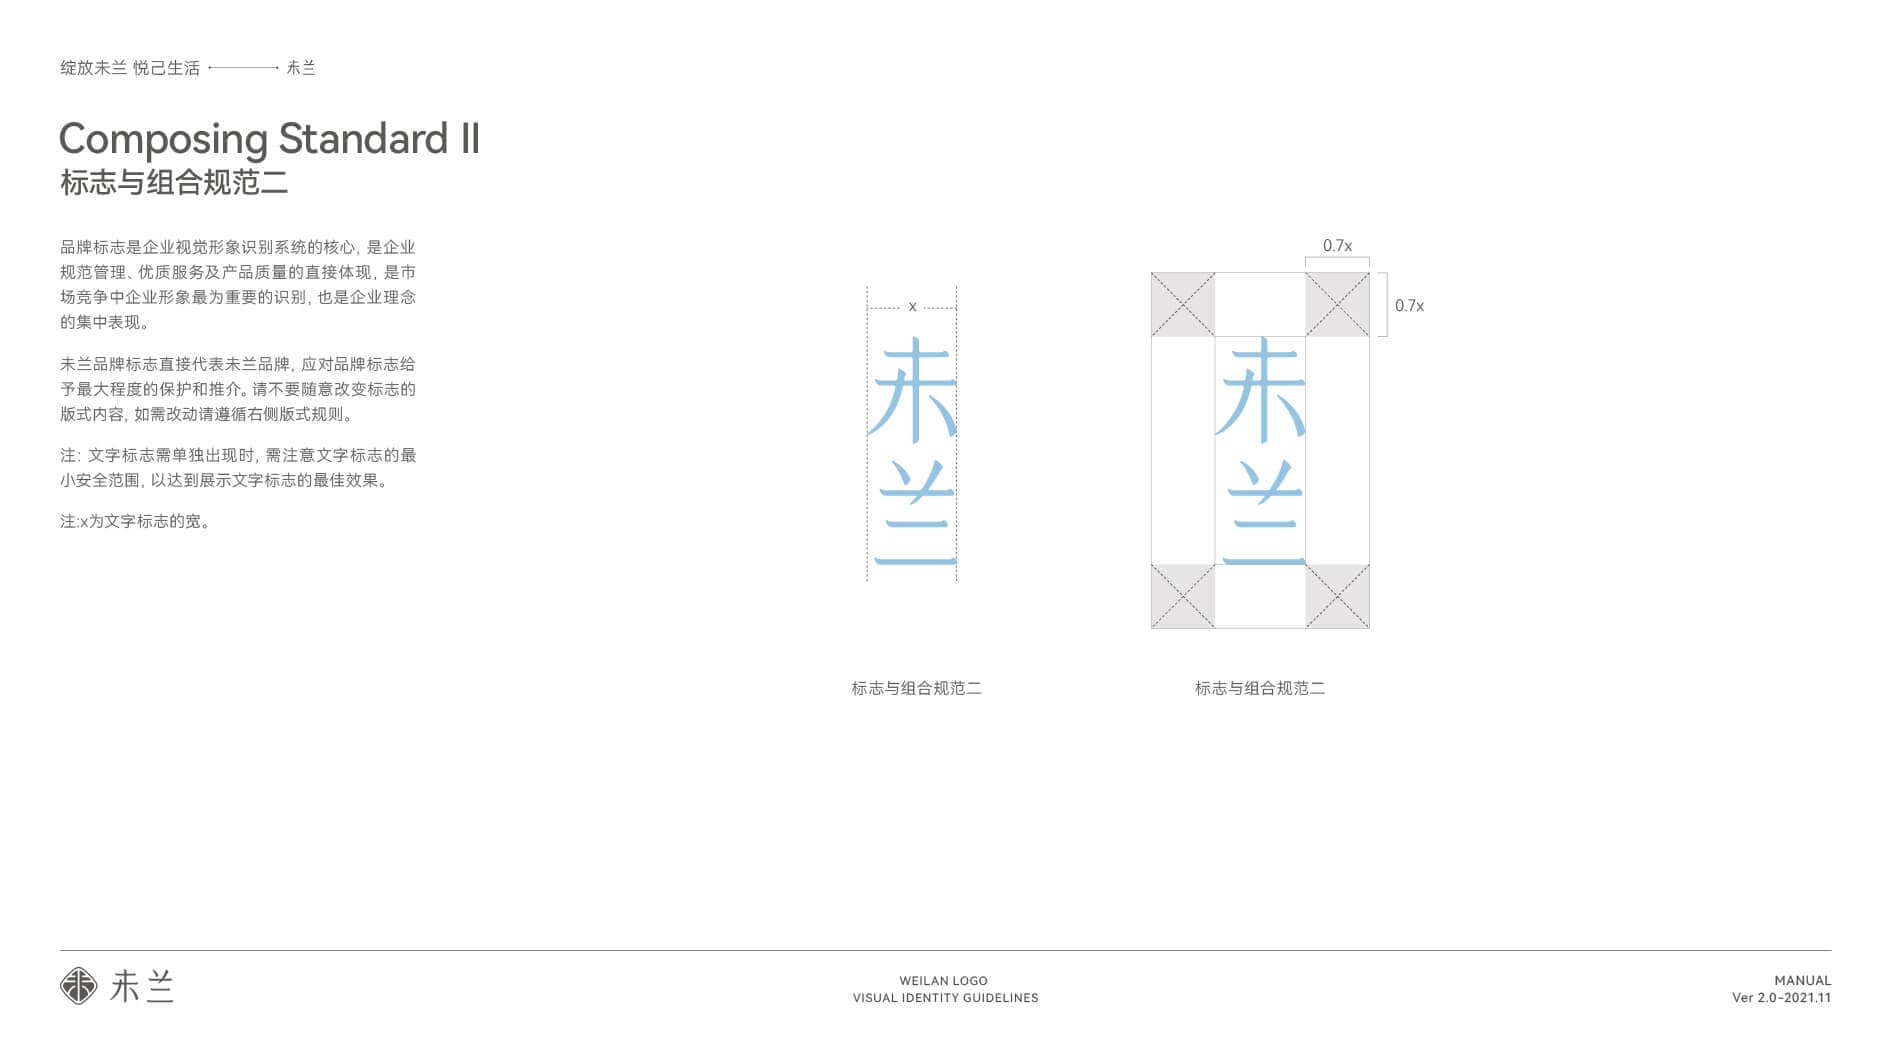 绽放未兰 悦己生活 未兰
Composing Standard II
标志与组合规范二
品牌标志是企业视觉形象识别系统的核心, 是企业
规范管理、优质服务及产品质量的直接体现, 是市
场竞争中企业形象最为重要的识别, 也是企业理念
的集中表现。
未兰品牌标志直接代表未兰品牌, 应对品牌标志给
予最大程度的保护和推介。请不要随意改变标志的
版式内容, 如需改动请遵循右侧版式规则。
注: 文字标志需单独出现时, 需注意文字标志的最
小安全范围, 以达到展示文字标志的最佳效果。
注:x为文字标志的宽。
x
未兰
标志与组合规范二
0.7x
0.7x
未兰
标志与组合规范二
未兰
WEILAN LOGO
VISUAL IDENTITY GUIDELINES
MANUAL
Ver 2.0-2021.11